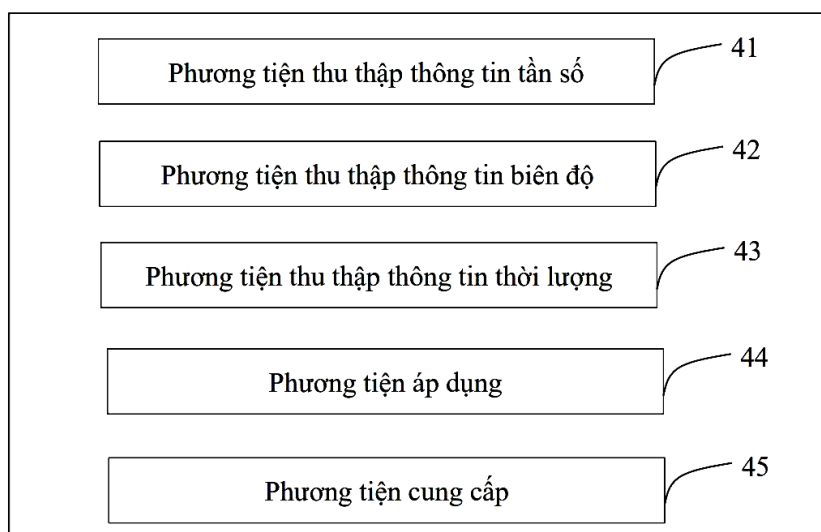 Phương tiện thu thập thông tin tần số 41
Phương tiện thu thập thông tin biên độ 42
Phương tiện thu thập thông tin thời lượng 43
Phương tiện áp dụng 44
Phương tiện cung cấp 45